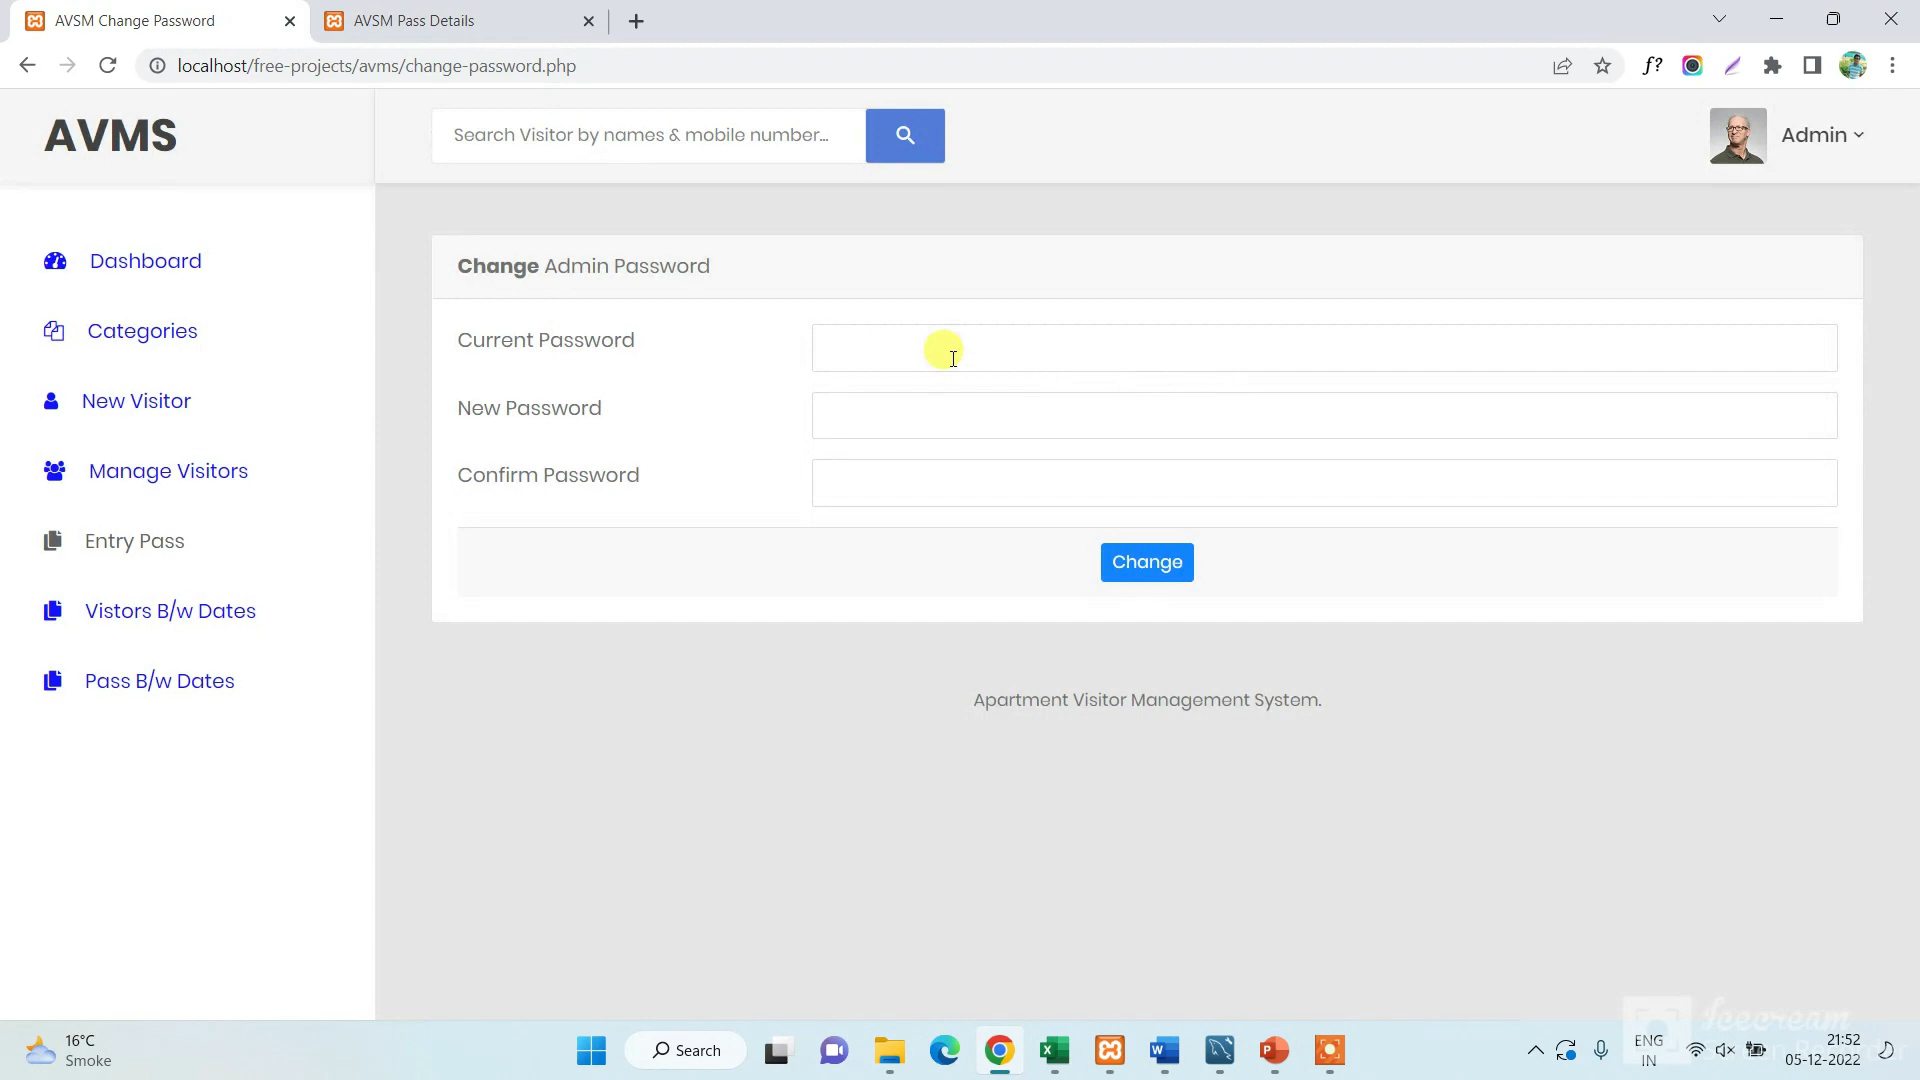 AVSM Change Password
AVSM Pass Details
localhost/free-projects/avms/change-password.php
f?
AVMS
Search Visitor by names & mobile number...
Admin
Dashboard
Categories
New Visitor
Manage Visitors
Entry Pass
Vistors B/w Dates
Pass B/w Dates
Change Admin Password
Current Password
New Password
Confirm Password
Change
Apartment Visitor Management System.
Icecream
16°C
Smoke
Search
ENG
IN
21:52
05-12-2022